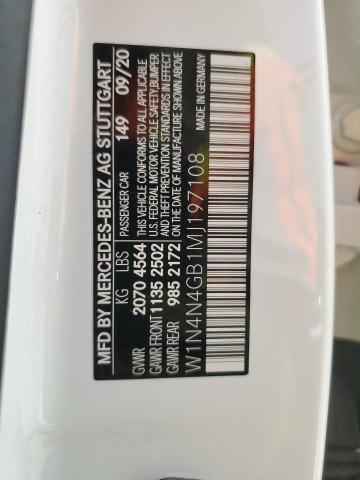 MFD BY MERCEDES-BENZ AG STUTTGART
PASSENGER CAR 149 09/20
KG LBS
GVWR 2070 4564
GAWR FRONT 1135 2502
GAWR REAR 985 2172
THIS VEHICLE CONFORMS TO ALL APPLICABLE
U.S. FEDERAL MOTOR VEHICLE SAFETY, BUMPER
AND THEFT PREVENTION STANDARDS IN EFFECT
ON THE DATE OF MANUFACTURE SHOWN ABOVE
W1N4N4GB1MJ197108
MADE IN GERMANY